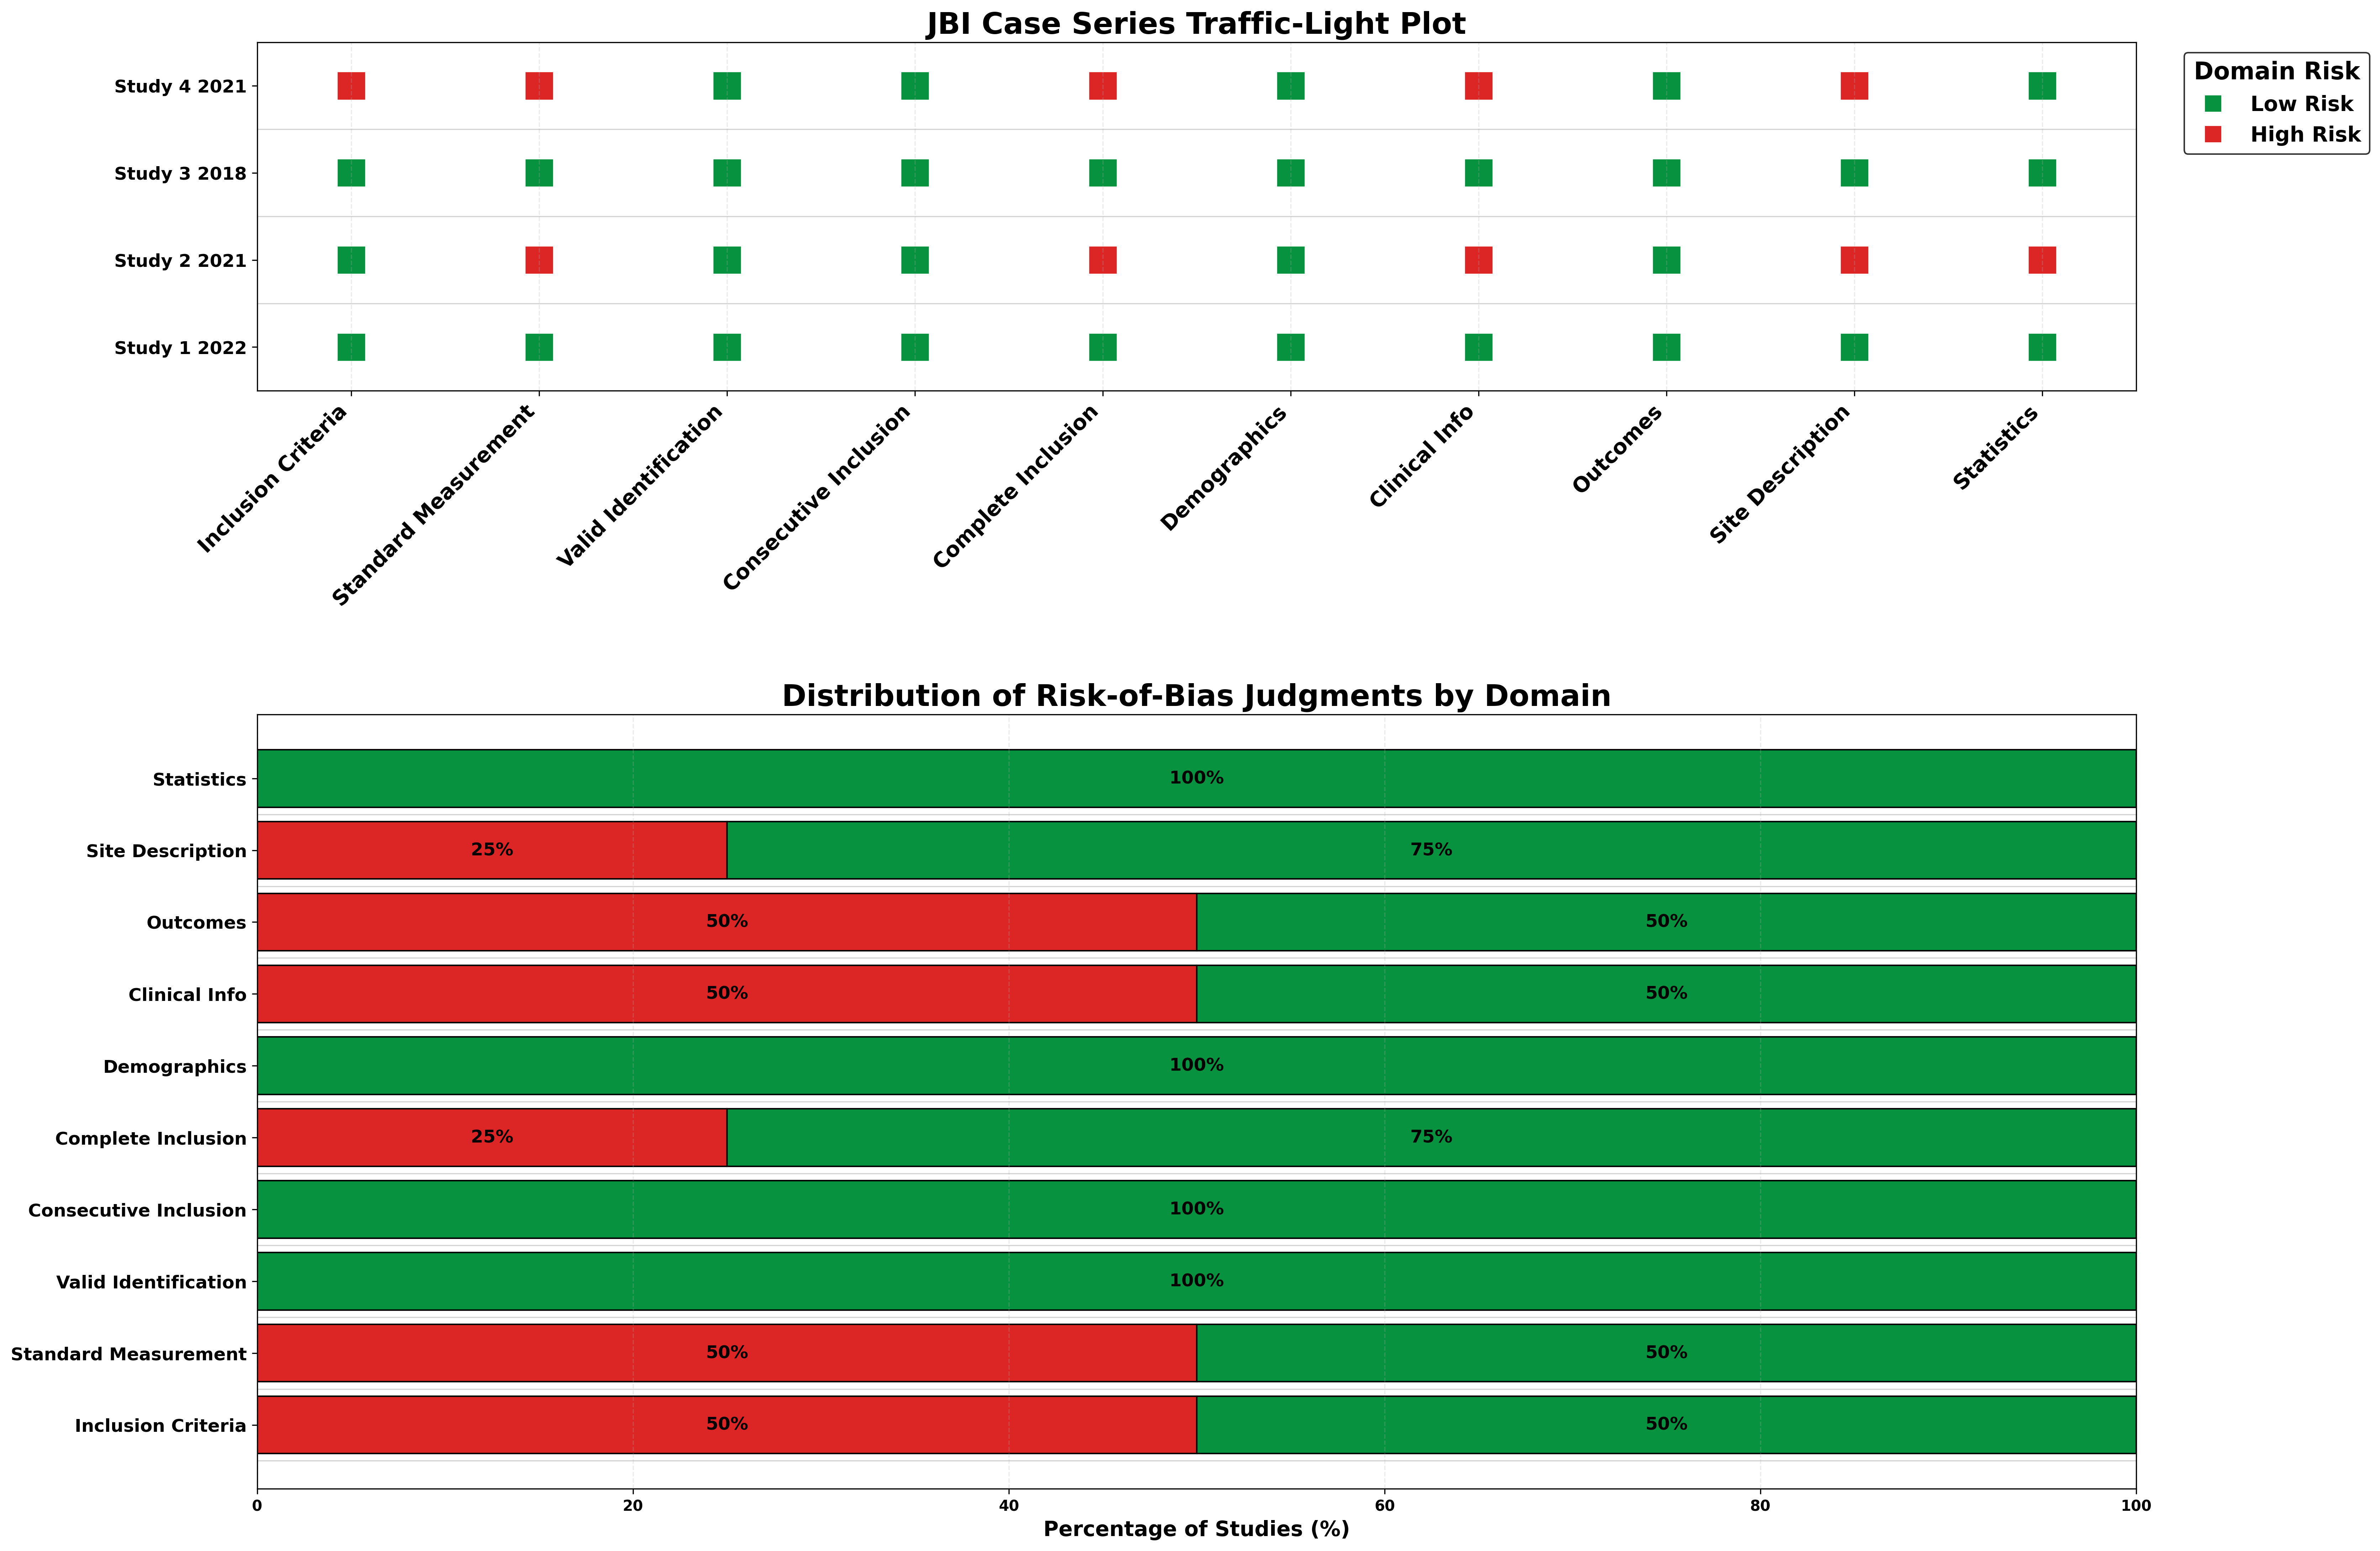 JBI Case Series Traffic-Light Plot
Study 4 2021
Study 3 2018
Study 2 2021
Study 1 2022
Domain Risk
Low Risk
High Risk
Inclusion Criteria
Standard Measurement
Valid Identification
Consecutive Inclusion
Complete Inclusion
Demographics
Clinical Info
Outcomes
Site Description
Statistics
Distribution of Risk-of-Bias Judgments by Domain
Statistics 100%
Site Description 25% 75%
Outcomes 50% 50%
Clinical Info 50% 50%
Demographics 100%
Complete Inclusion 25% 75%
Consecutive Inclusion 100%
Valid Identification 100%
Standard Measurement 50% 50%
Inclusion Criteria 50% 50%
0 20 40 60 80 100
Percentage of Studies (%)